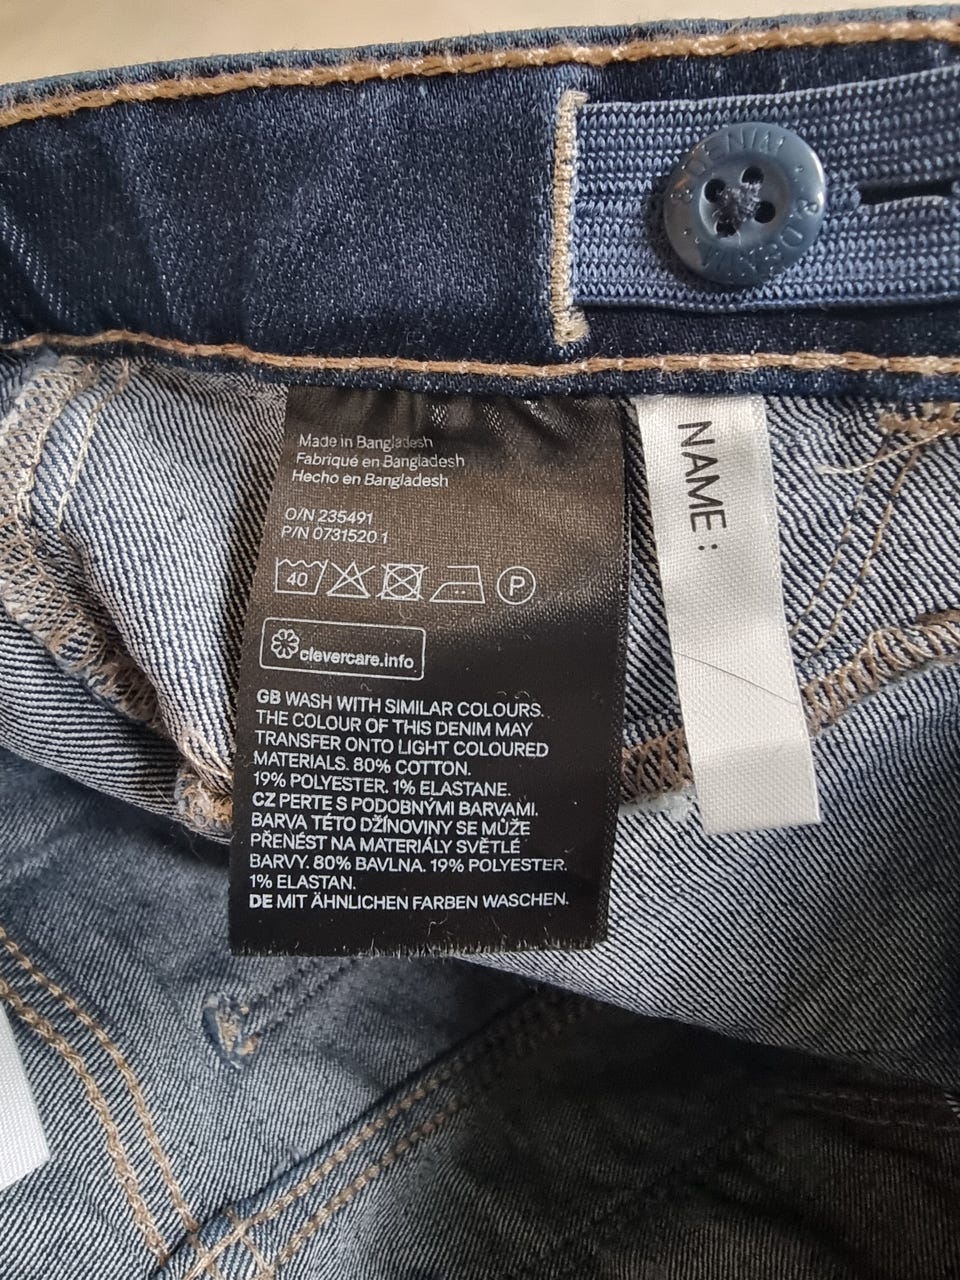 & DENIM
Made in Bangladesh
Fabriqué en Bangladesh
Hecho en Bangladesh
O/N 235491
P/N 0731520 1
40
P
clevercare.info
GB WASH WITH SIMILAR COLOURS.
THE COLOUR OF THIS DENIM MAY
TRANSFER ONTO LIGHT COLOURED
MATERIALS. 80% COTTON.
19% POLYESTER. 1% ELASTANE.
CZ PERTE S PODOBNÝMI BARVAMI.
BARVA TÉTO DŽÍNOVINY SE MŮŽE
PŘENÉST NA MATERIÁLY SVĚTLÉ
BARVY. 80% BAVLNA. 19% POLYESTER.
1% ELASTAN.
DE MIT ÄHNLICHEN FARBEN WASCHEN.
NAME :